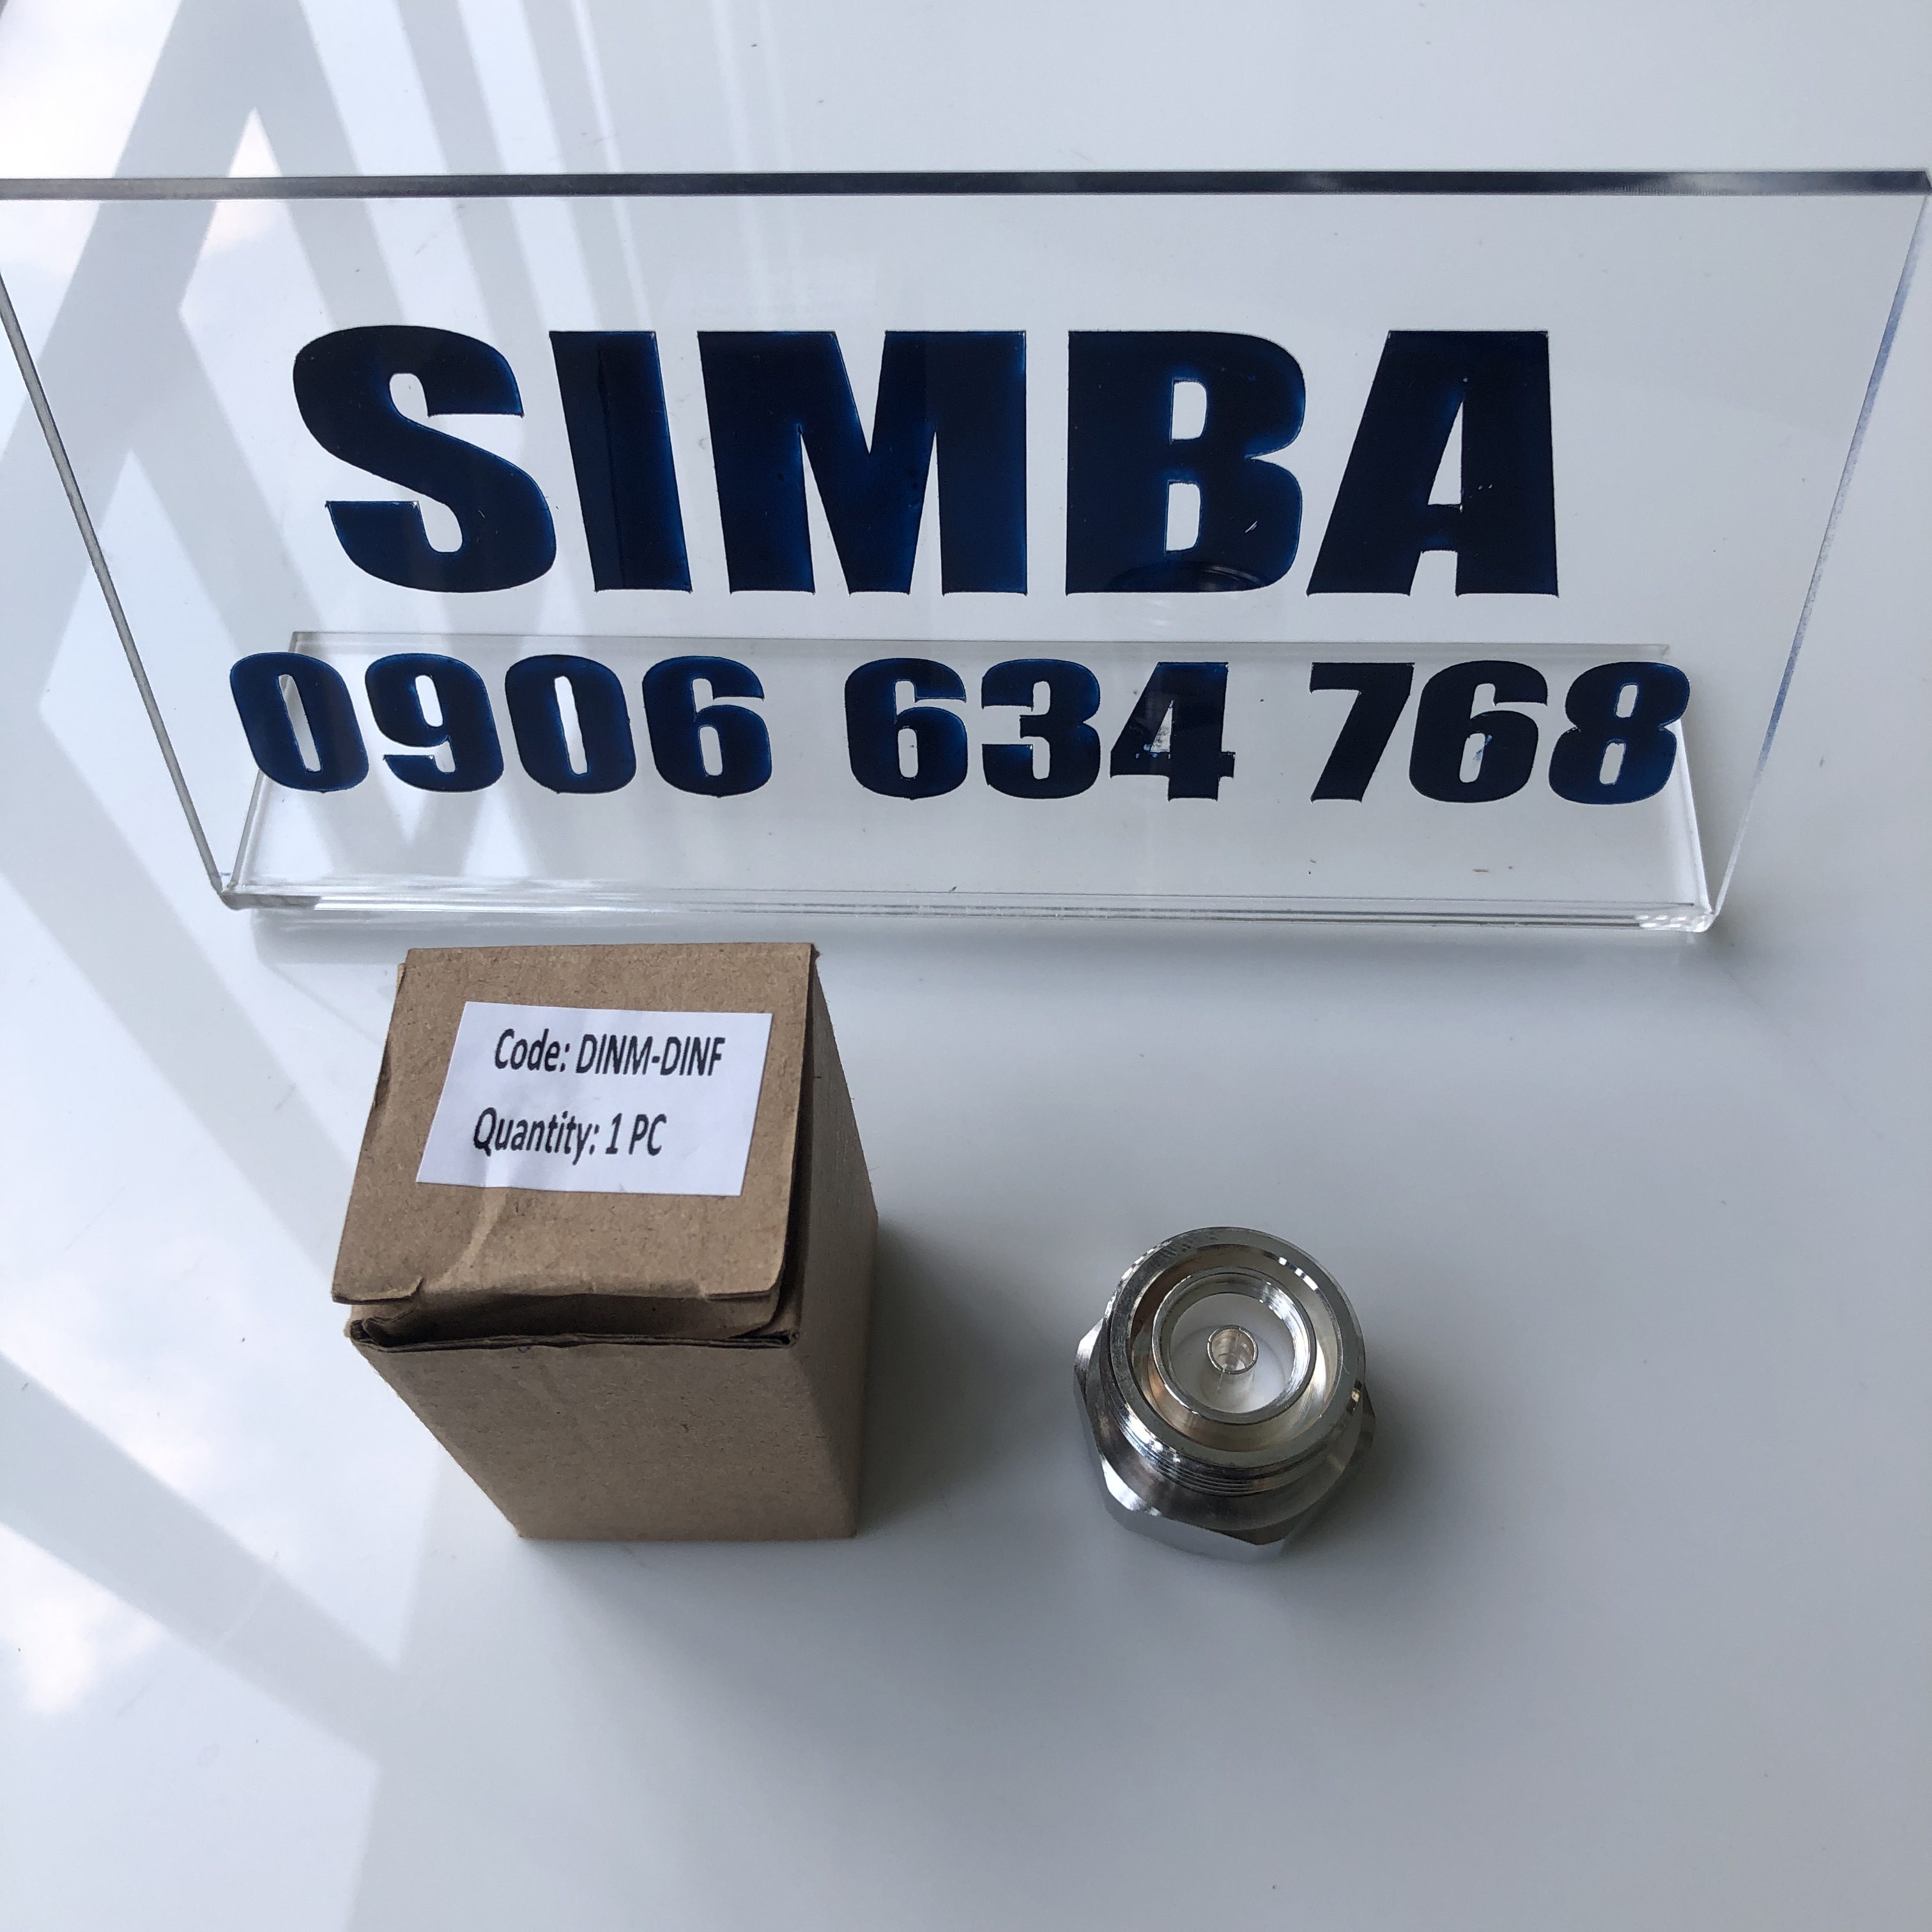 SIMBA
0906 634 768
Code: DINM-DINF
Quantity: 1 PC